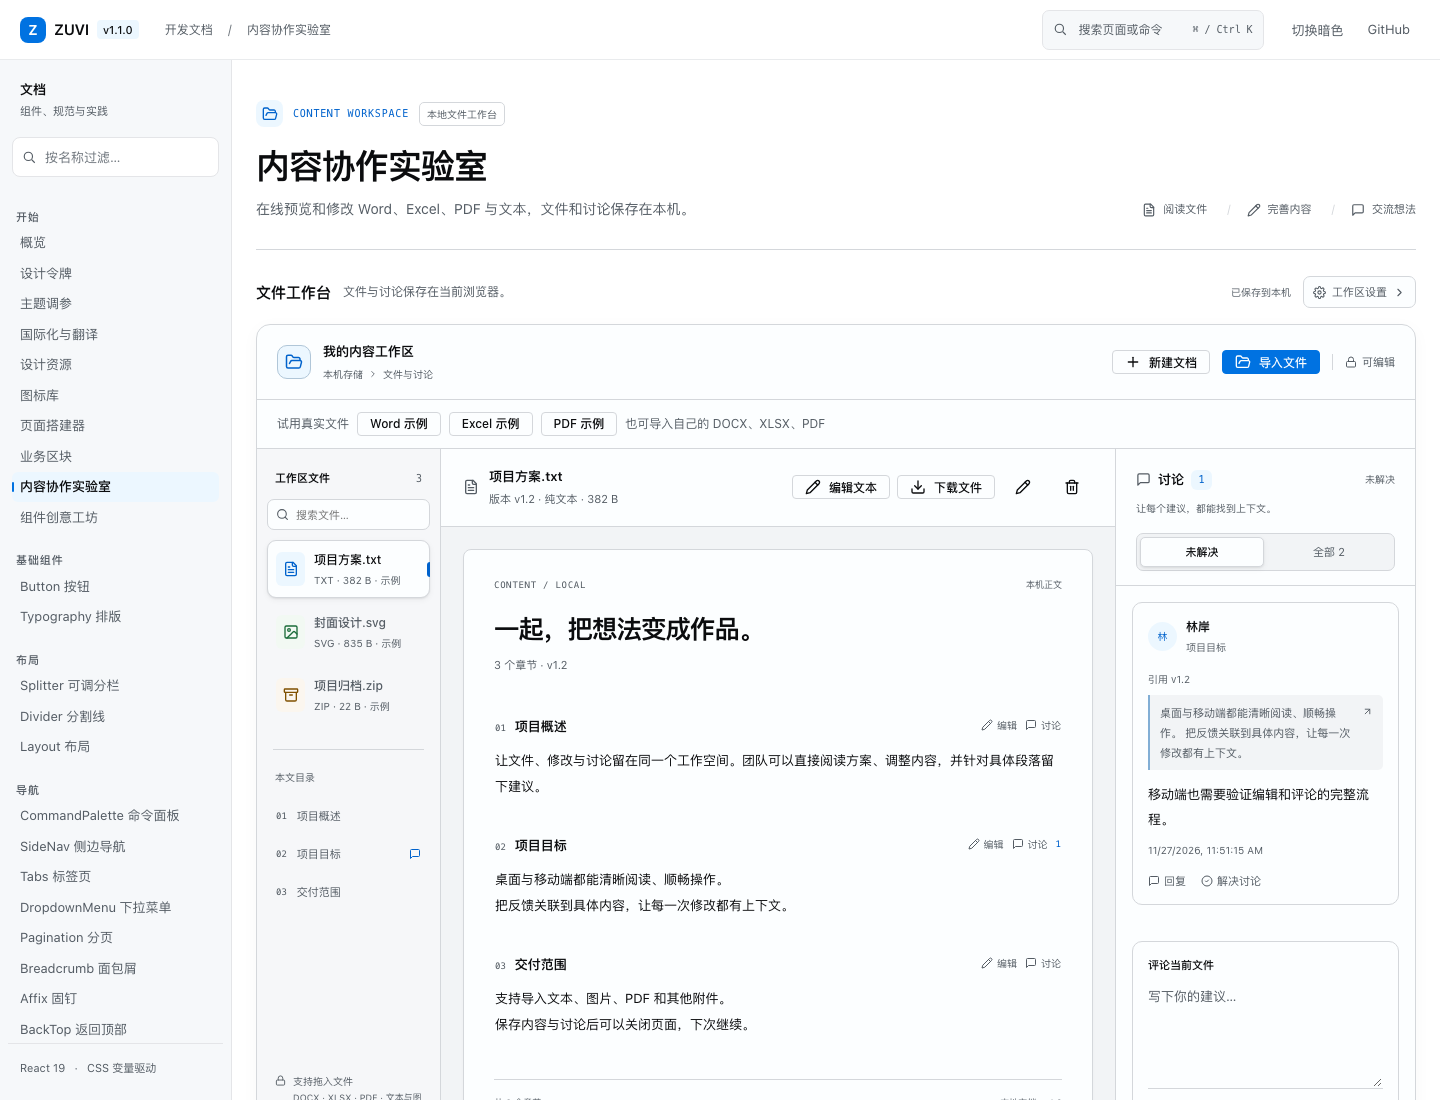 Z ZUVI v1.1.0 开发文档 / 内容协作实验室
搜索页面或命令 ⌘ / Ctrl K
切换暗色 GitHub
文档
组件、规范与实践
按名称过滤...
开始
概览
设计令牌
主题调参
国际化与翻译
设计资源
图标库
页面搭建器
业务区块
内容协作实验室
组件创意工坊
基础组件
Button 按钮
Typography 排版
布局
Splitter 可调分栏
Divider 分割线
Layout 布局
导航
CommandPalette 命令面板
SideNav 侧边导航
Tabs 标签页
DropdownMenu 下拉菜单
Pagination 分页
Breadcrumb 面包屑
Affix 固钉
BackTop 返回顶部
React 19 · CSS 变量驱动
CONTENT WORKSPACE 本地文件工作台
内容协作实验室
在线预览和修改 Word、Excel、PDF 与文本，文件和讨论保存在本机。
阅读文件 / 完善内容 / 交流想法
文件工作台 文件与讨论保存在当前浏览器。
已保存到本机 工作区设置
我的内容工作区
本机存储 > 文件与讨论
新建文档 导入文件 可编辑
试用真实文件 Word 示例 Excel 示例 PDF 示例 也可导入自己的 DOCX、XLSX、PDF
工作区文件 3
搜索文件...
项目方案.txt
TXT · 382 B · 示例
封面设计.svg
SVG · 835 B · 示例
项目归档.zip
ZIP · 22 B · 示例
本文目录
01 项目概述
02 项目目标
03 交付范围
支持拖入文件
DOCX · XLSX · PDF · 文本与图
项目方案.txt
版本 v1.2 · 纯文本 · 382 B
编辑文本 下载文件
CONTENT / LOCAL 本机正文
一起，把想法变成作品。
3 个章节 · v1.2
01 项目概述 编辑 讨论
让文件、修改与讨论留在同一个工作空间。团队可以直接阅读方案、调整内容，并针对具体段落留
下建议。
02 项目目标 编辑 讨论 1
桌面与移动端都能清晰阅读、顺畅操作。
把反馈关联到具体内容，让每一次修改都有上下文。
03 交付范围 编辑 讨论
支持导入文本、图片、PDF 和其他附件。
保存内容与讨论后可以关闭页面，下次继续。
讨论 1 未解决
让每个建议，都能找到上下文。
未解决 全部 2
林 林岸
项目目标
引用 v1.2
桌面与移动端都能清晰阅读、顺畅操
作。 把反馈关联到具体内容，让每一次
修改都有上下文。
移动端也需要验证编辑和评论的完整流
程。
11/27/2026, 11:51:15 AM
回复 解决讨论
评论当前文件
写下你的建议...